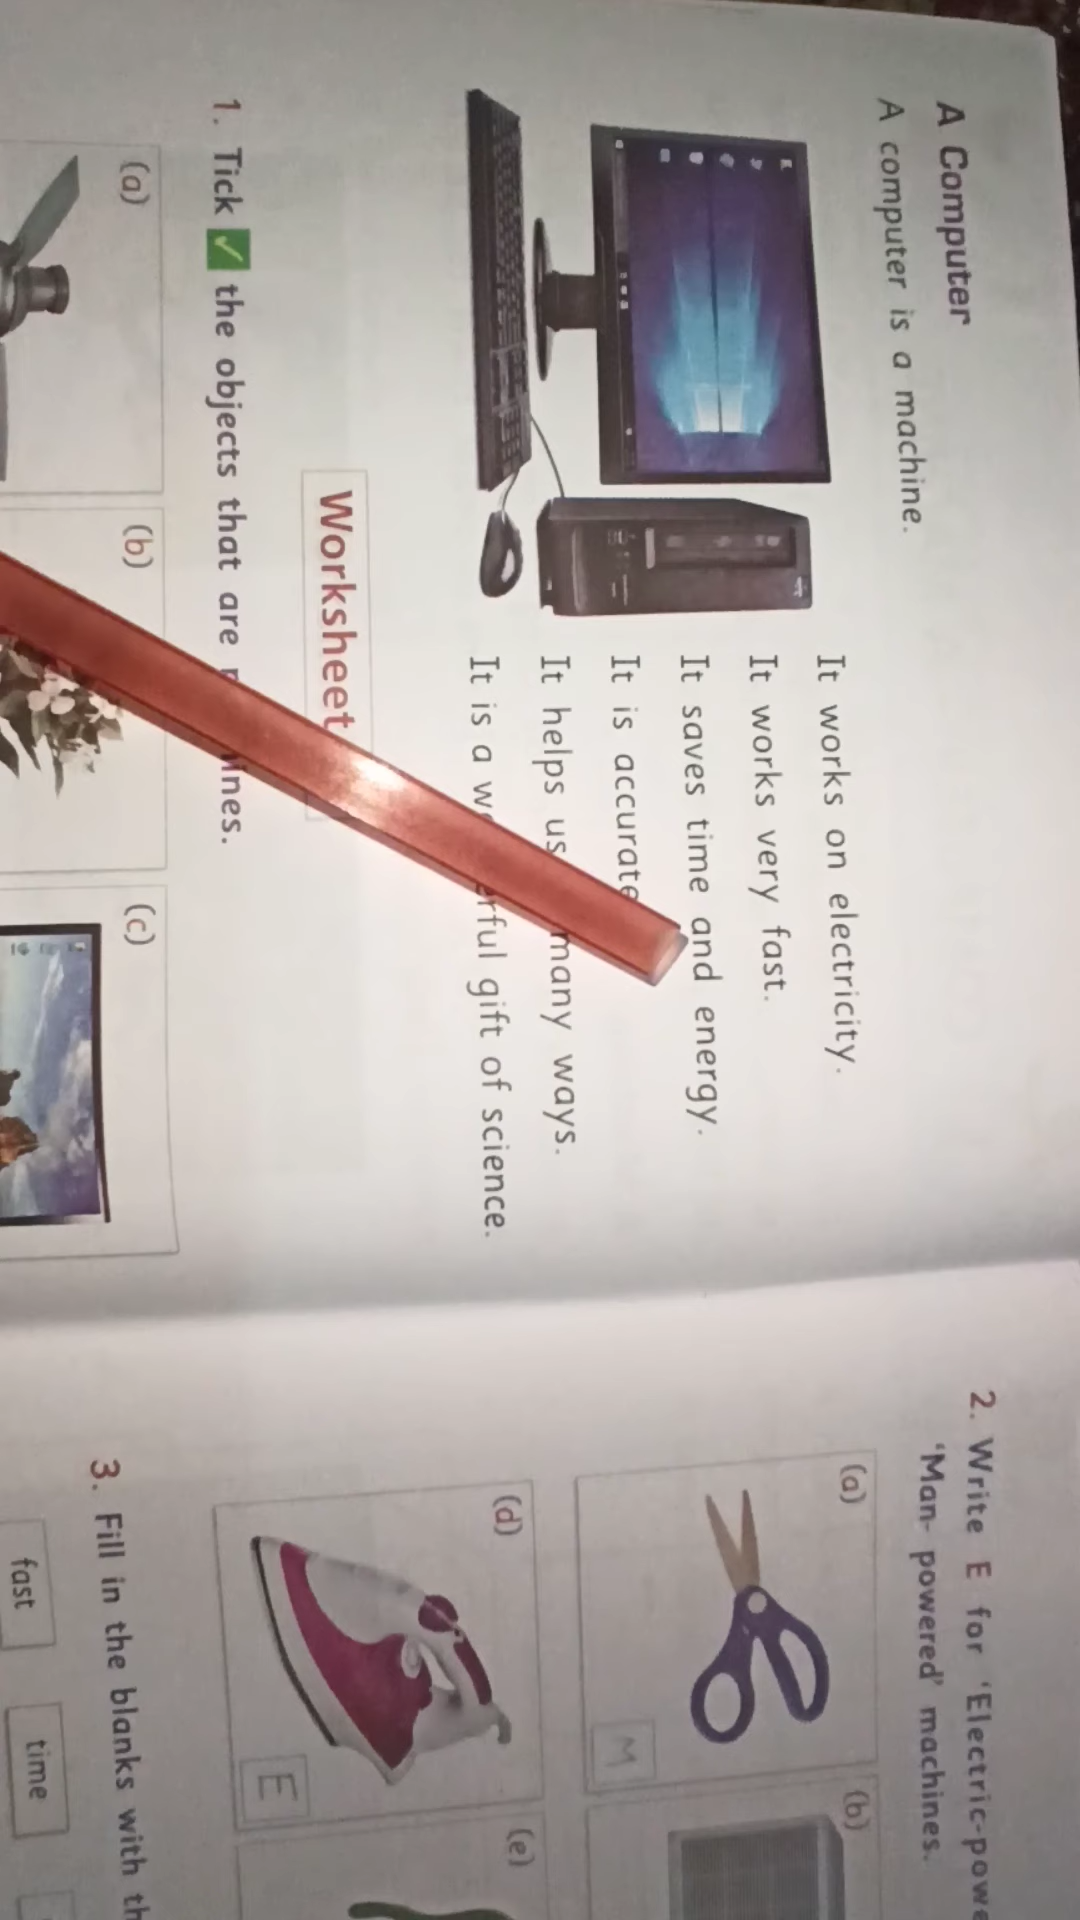 A Computer
A computer is a machine.
It works on electricity.
It works very fast.
It saves time and energy.
It is accurate
It helps us many ways.
It is a gift of science.
Worksheet
1. Tick ✓ the objects that are
(a)
(b)
(c)
2. Write E for 'Electric-powe
'Man- powered' machines.
(a)
M
(b)
(d)
E
(e)
3. Fill in the blanks with th
fast
time